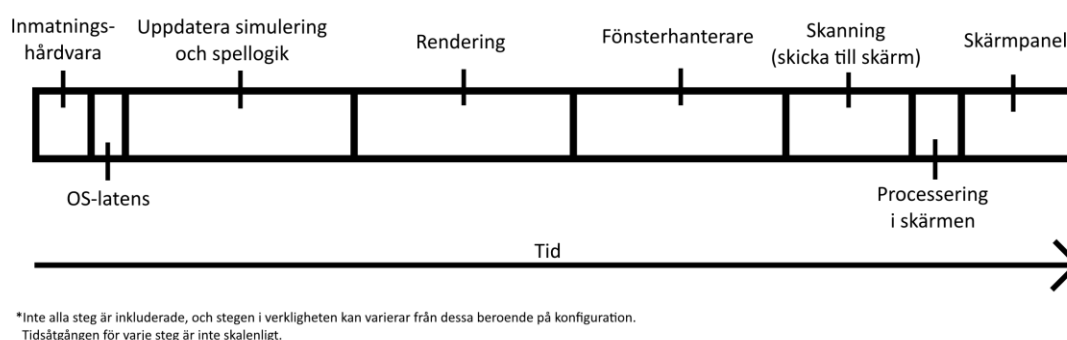 Inmatnings-
hårdvara
Uppdatera simulering
och spellogik
Rendering
Fönsterhanterare
Skanning
(skicka till skärm)
Skärmpanel
OS-latens
Processering
i skärmen
Tid
*Inte alla steg är inkluderade, och stegen i verkligheten kan varierar från dessa beroende på konfiguration.
Tidsåtgången för varje steg är inte skalenligt.